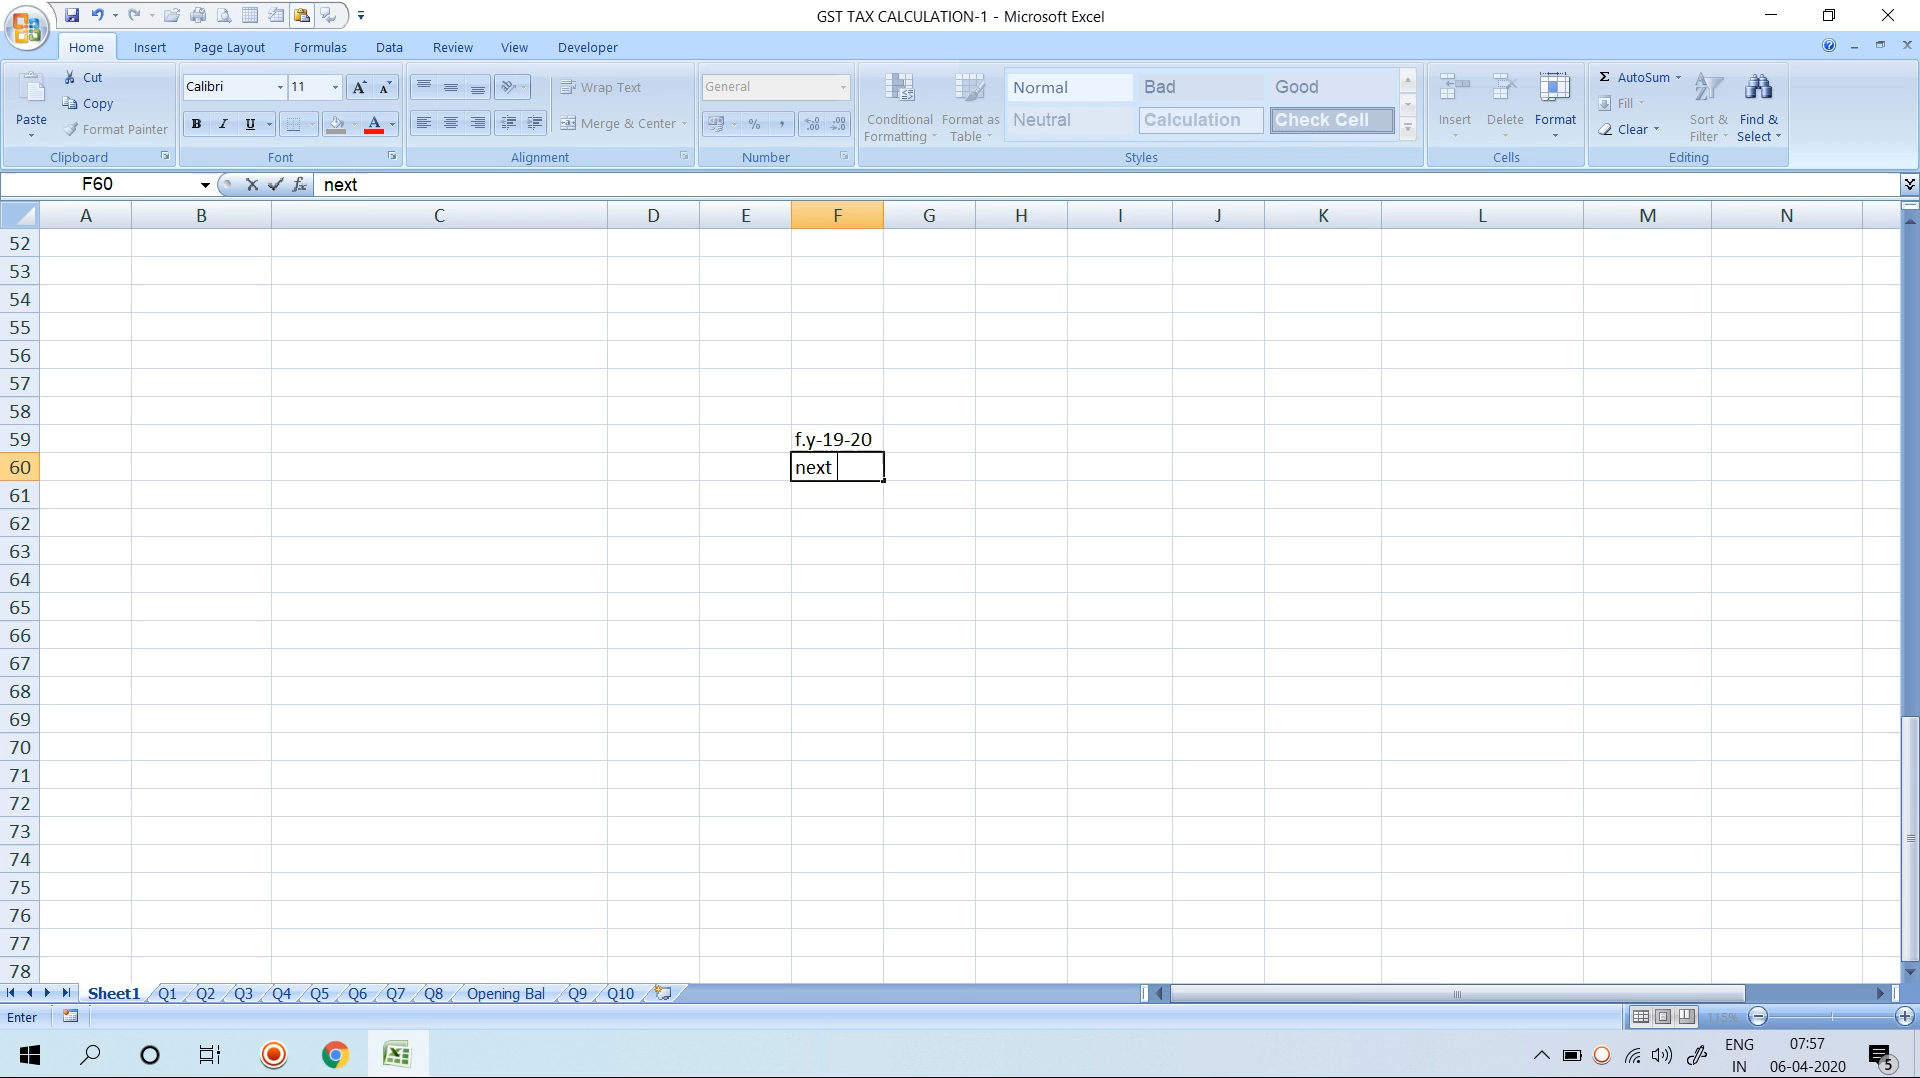 GST TAX CALCULATION-1 - Microsoft Excel
Home Insert Page Layout Formulas Data Review View Developer
Paste Cut Copy Format Painter Clipboard
Calibri 11 B I U A Font
Wrap Text Merge & Center Alignment
General % , Number
Conditional Formatting Format as Table Normal Bad Good
Neutral Calculation Check Cell Styles
Insert Delete Format Cells
Σ AutoSum Fill Clear Sort & Filter Find & Select Editing
F60 fx next
A B C D E F G H I J K L M N
52
53
54
55
56
57
58
59 f.y-19-20
60 next
61
62
63
64
65
66
67
68
69
70
71
72
73
74
75
76
77
78
Sheet1 Q1 Q2 Q3 Q4 Q5 Q6 Q7 Q8 Opening Bal Q9 Q10
Enter 115%
ENG 07:57
IN 06-04-2020 5